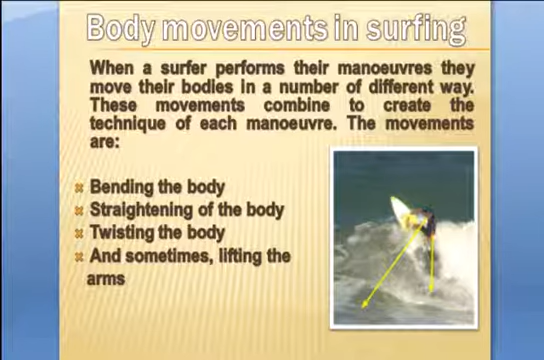 Body movements in surfing
When a surfer performs their manoeuvres they
move their bodies in a number of different way.
These movements combine to create the
technique of each manoeuvre. The movements
are:
Bending the body
Straightening of the body
Twisting the body
And sometimes, lifting the
arms